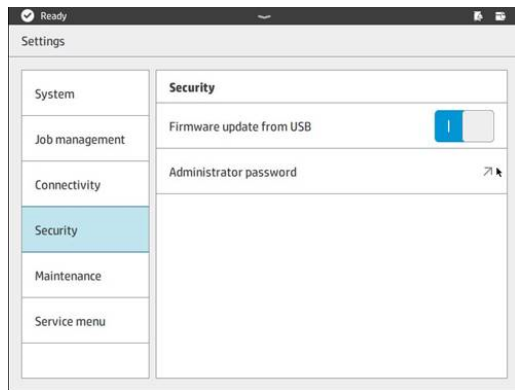 Ready
Settings
System
Job management
Connectivity
Security
Maintenance
Service menu
Security
Firmware update from USB
Administrator password